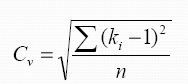 $C_v = \sqrt{\frac{\sum (k_i - 1)^2}{n}}$